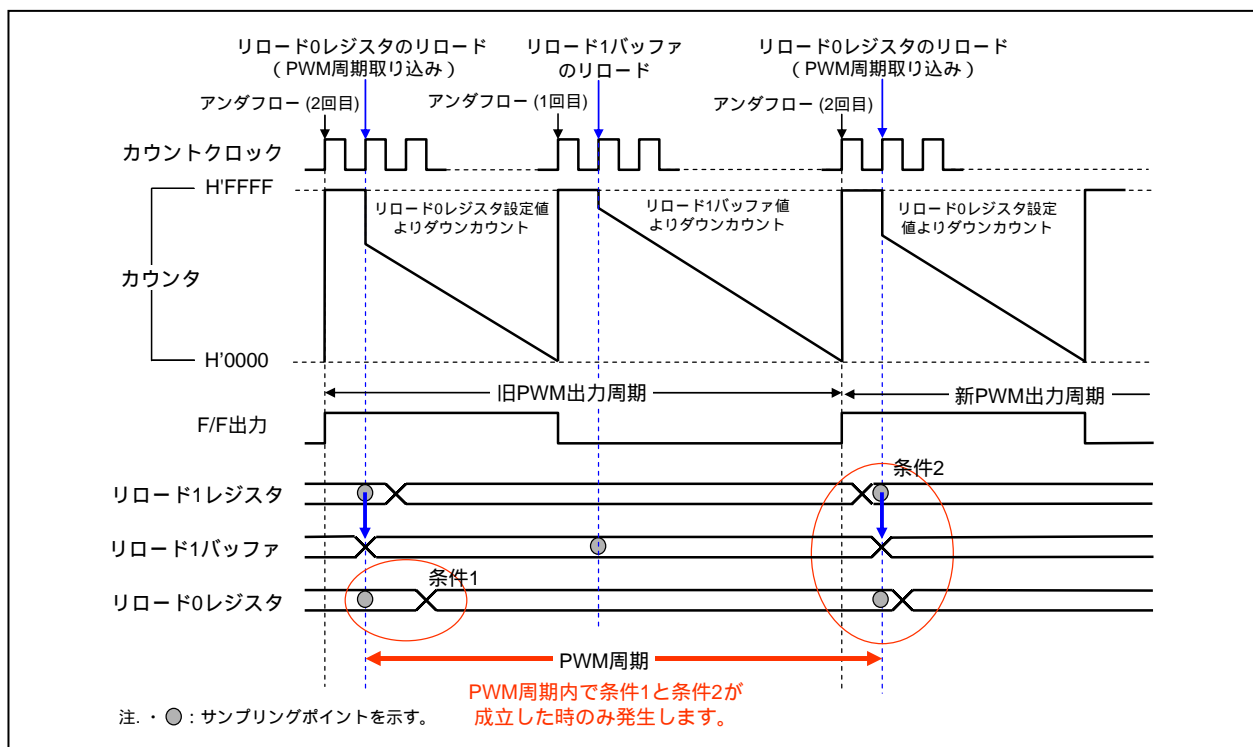 リロード0レジスタのリロード
( PWM周期取り込み )
リロード1バッファ
のリロード
リロード0レジスタのリロード
( PWM周期取り込み )
アンダフロー (2回目)
アンダフロー (1回目)
アンダフロー (2回目)
カウントクロック
H'FFFF
リロード0レジスタ設定値
よりダウンカウント
リロード1バッファ値
よりダウンカウント
リロード0レジスタ設定
値よりダウンカウント
カウンタ
H'0000
旧PWM出力周期
新PWM出力周期
F/F出力
条件2
リロード1レジスタ
リロード1バッファ
条件1
リロード0レジスタ
PWM周期
PWM周期内で条件1と条件2が
成立した時のみ発生します。
注. ・ : サンプリングポイントを示す。